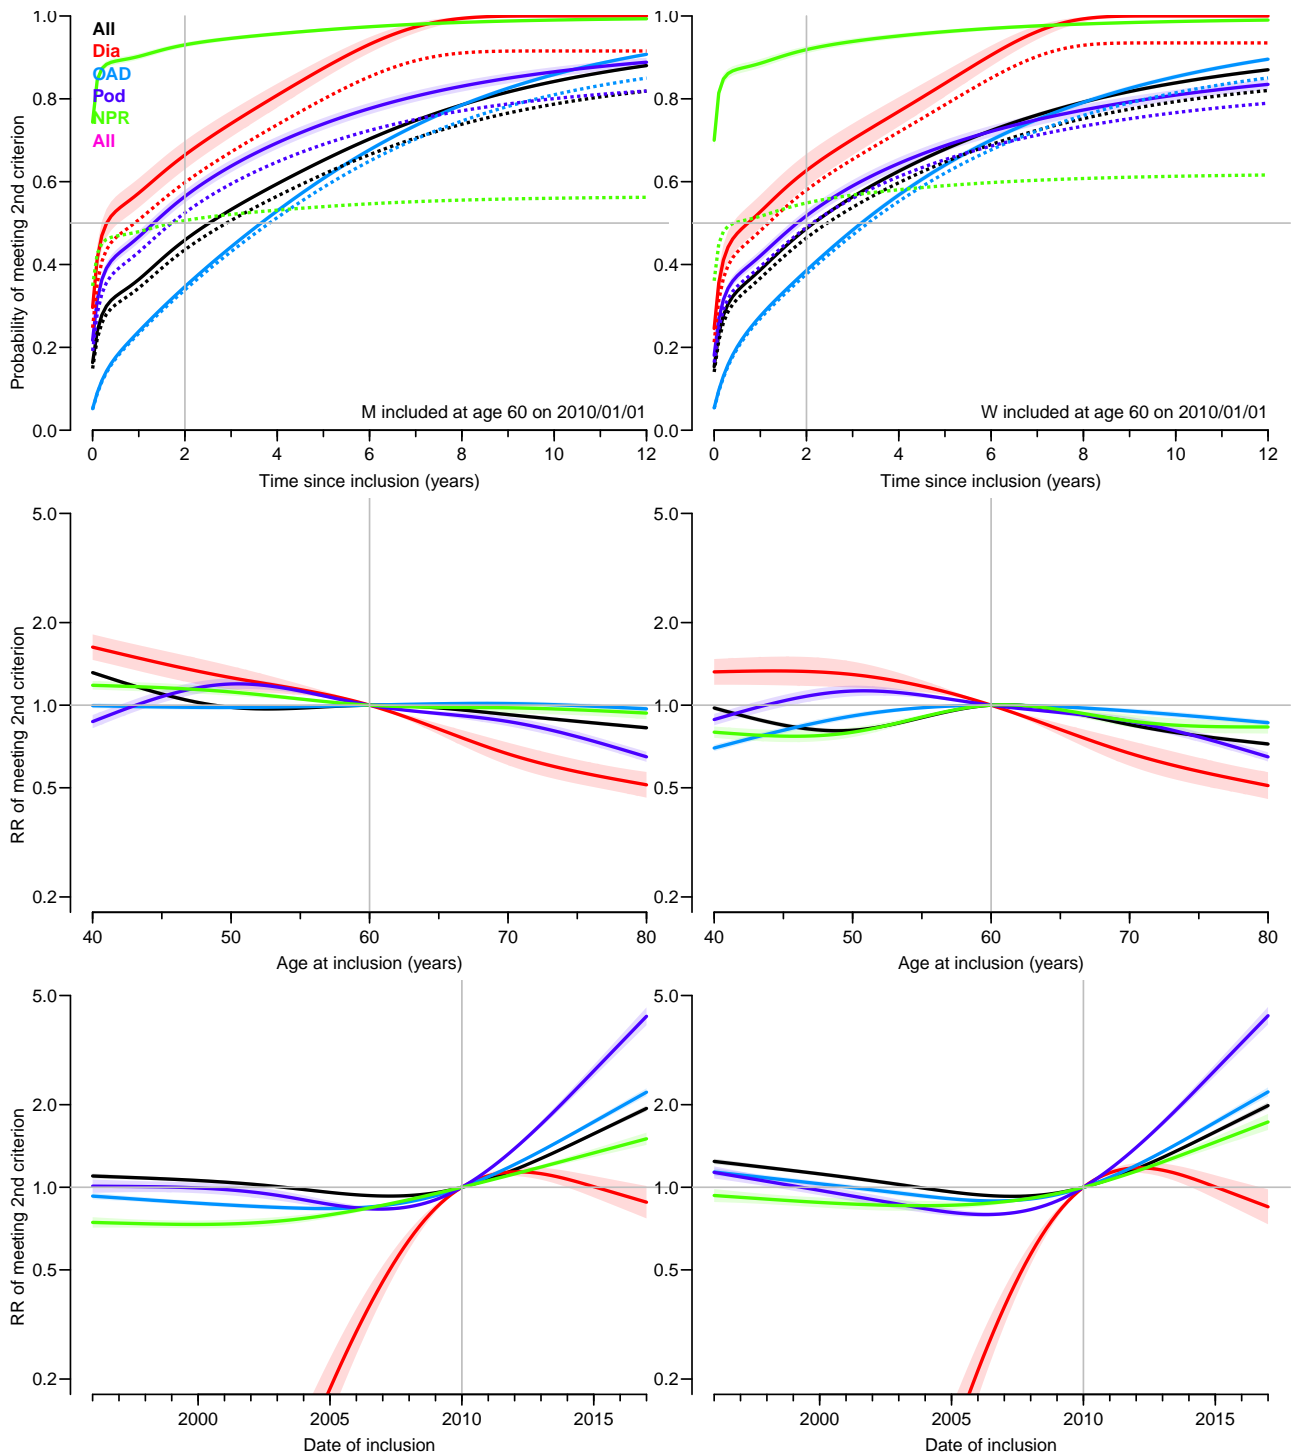 All
Dia
OAD
Pod
NPR
All
Probability of meeting 2nd criterion
0.0 0.2 0.4 0.6 0.8 1.0
M included at age 60 on 2010/01/01
0 2 4 6 8 10 12
Time since inclusion (years)
0.0 0.2 0.4 0.6 0.8 1.0
W included at age 60 on 2010/01/01
0 2 4 6 8 10 12
Time since inclusion (years)
RR of meeting 2nd criterion
0.2 0.5 1.0 2.0 5.0
40 50 60 70 80
Age at inclusion (years)
0.2 0.5 1.0 2.0 5.0
40 50 60 70 80
Age at inclusion (years)
RR of meeting 2nd criterion
0.2 0.5 1.0 2.0 5.0
2000 2005 2010 2015
Date of inclusion
0.2 0.5 1.0 2.0 5.0
2000 2005 2010 2015
Date of inclusion